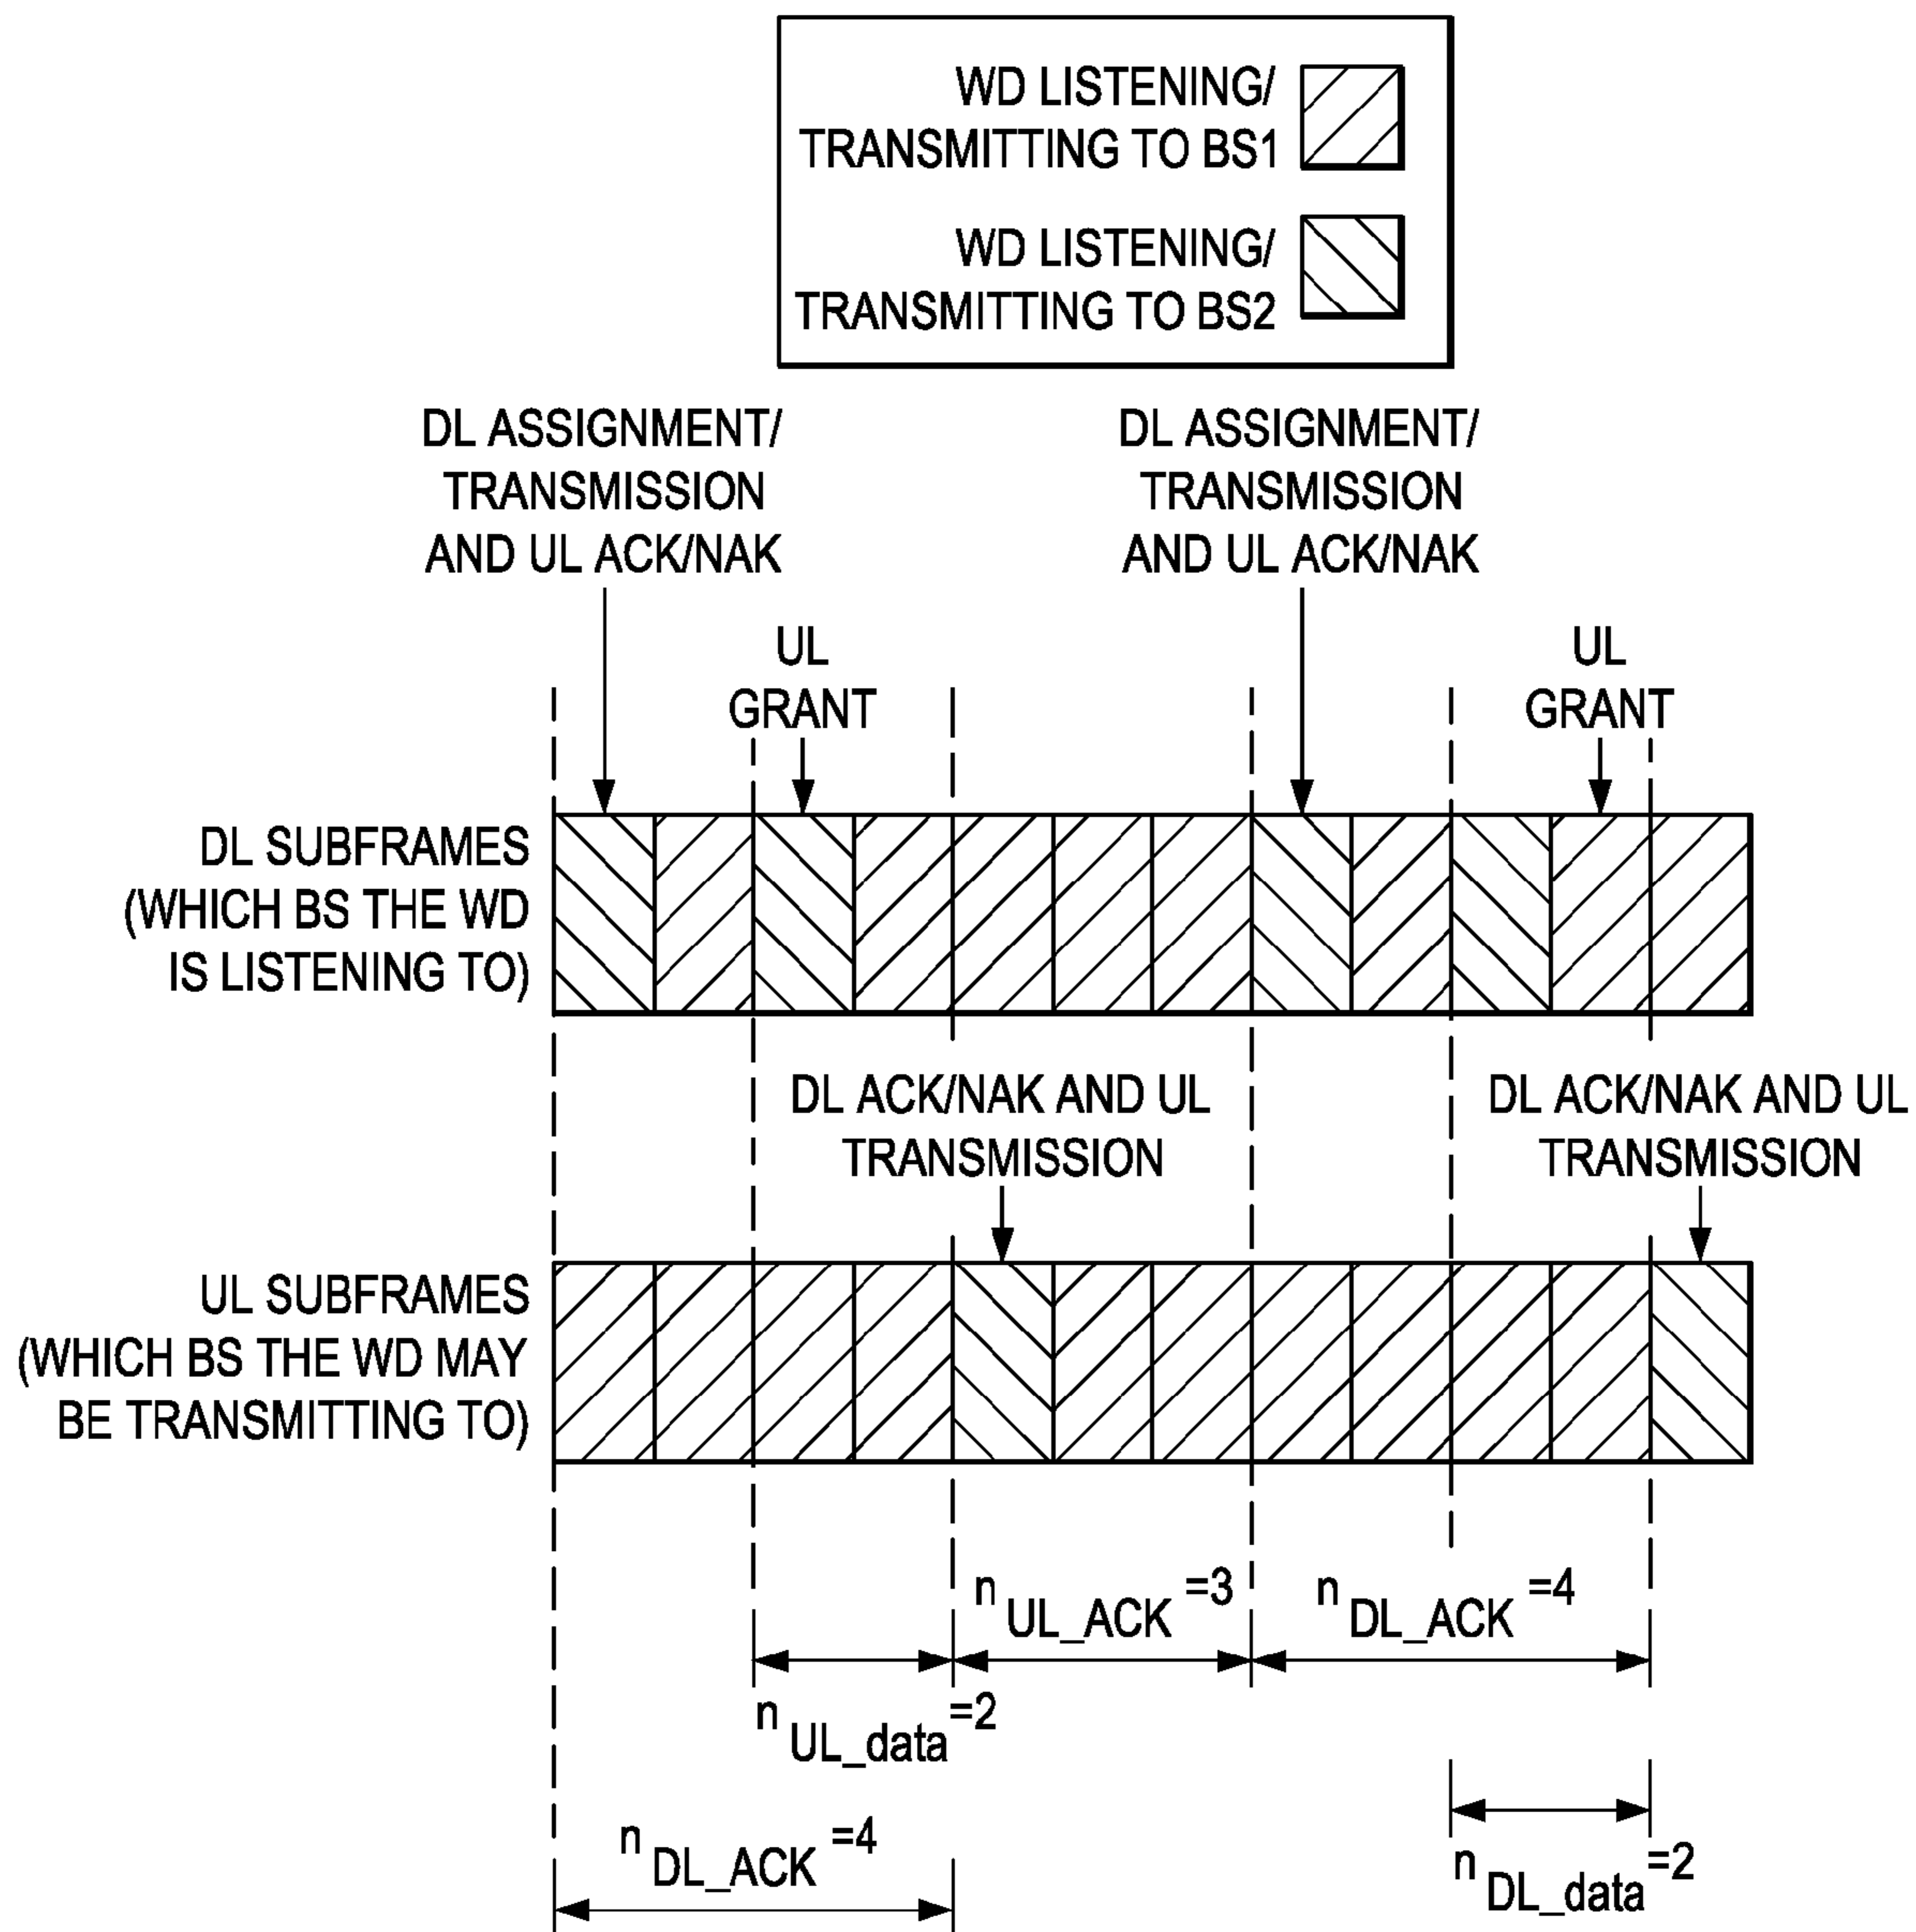 WD LISTENING/
TRANSMITTING TO BS1
WD LISTENING/
TRANSMITTING TO BS2
DL ASSIGNMENT/
TRANSMISSION
AND UL ACK/NAK
DL ASSIGNMENT/
TRANSMISSION
AND UL ACK/NAK
UL
GRANT
UL
GRANT
DL SUBFRAMES
(WHICH BS THE WD
IS LISTENING TO)
DL ACK/NAK AND UL
TRANSMISSION
DL ACK/NAK AND UL
TRANSMISSION
UL SUBFRAMES
(WHICH BS THE WD MAY
BE TRANSMITTING TO)
n UL_ACK =3
n DL_ACK =4
n UL_data =2
n DL_ACK =4
n DL_data =2